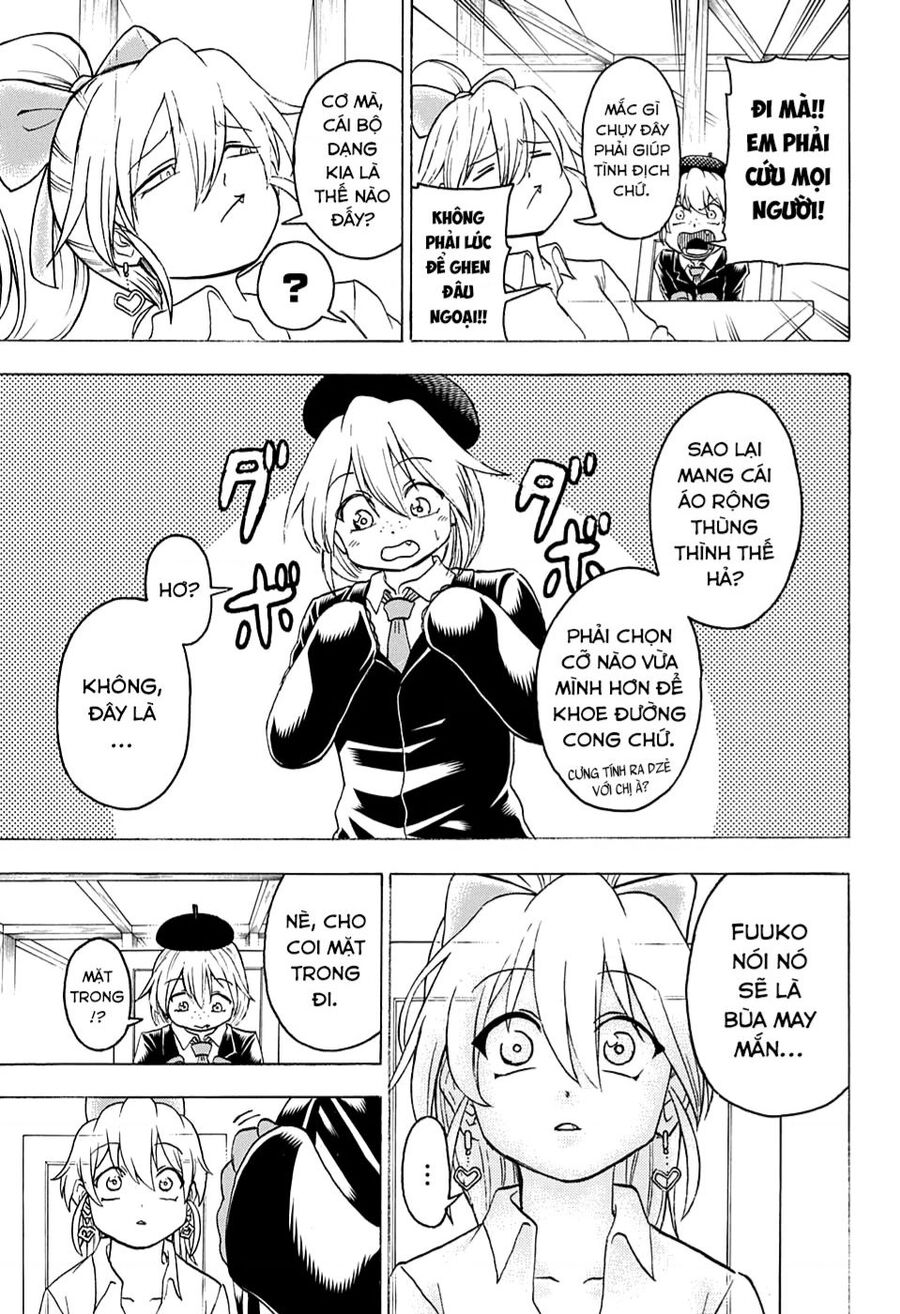 ĐI MÀ!!
EM PHẢI
CỨU MỌI
NGƯỜI!
MẮC GÌ
CHỤY ĐÂY
PHẢI GIÚP
TÌNH ĐỊCH
CHỨ.
KHÔNG
PHẢI LÚC
ĐỂ GHEN
ĐÂU
NGOẠI!!
CƠ MÀ,
CÁI BỘ
DẠNG
KIA LÀ
THẾ NÀO
ĐẤY?
?
SAO LẠI
MANG CÁI
ÁO RỘNG
THÙNG
THÌNH THẾ
HẢ?
PHẢI CHỌN
CỠ NÀO VỪA
MÌNH HƠN ĐỂ
KHOE ĐƯỜNG
CONG CHỨ.
CƯNG TÍNH RA DZẺ
VỚI CHỊ À?
ダボ
ダボ
HƠ?
KHÔNG,
ĐÂY LÀ
...
FUUKO
NÓI NÓ
SẼ LÀ
BÙA MAY
MẮN...
...
NÈ, CHO
COI MẶT
TRONG
ĐI.
MẶT
TRONG
!?